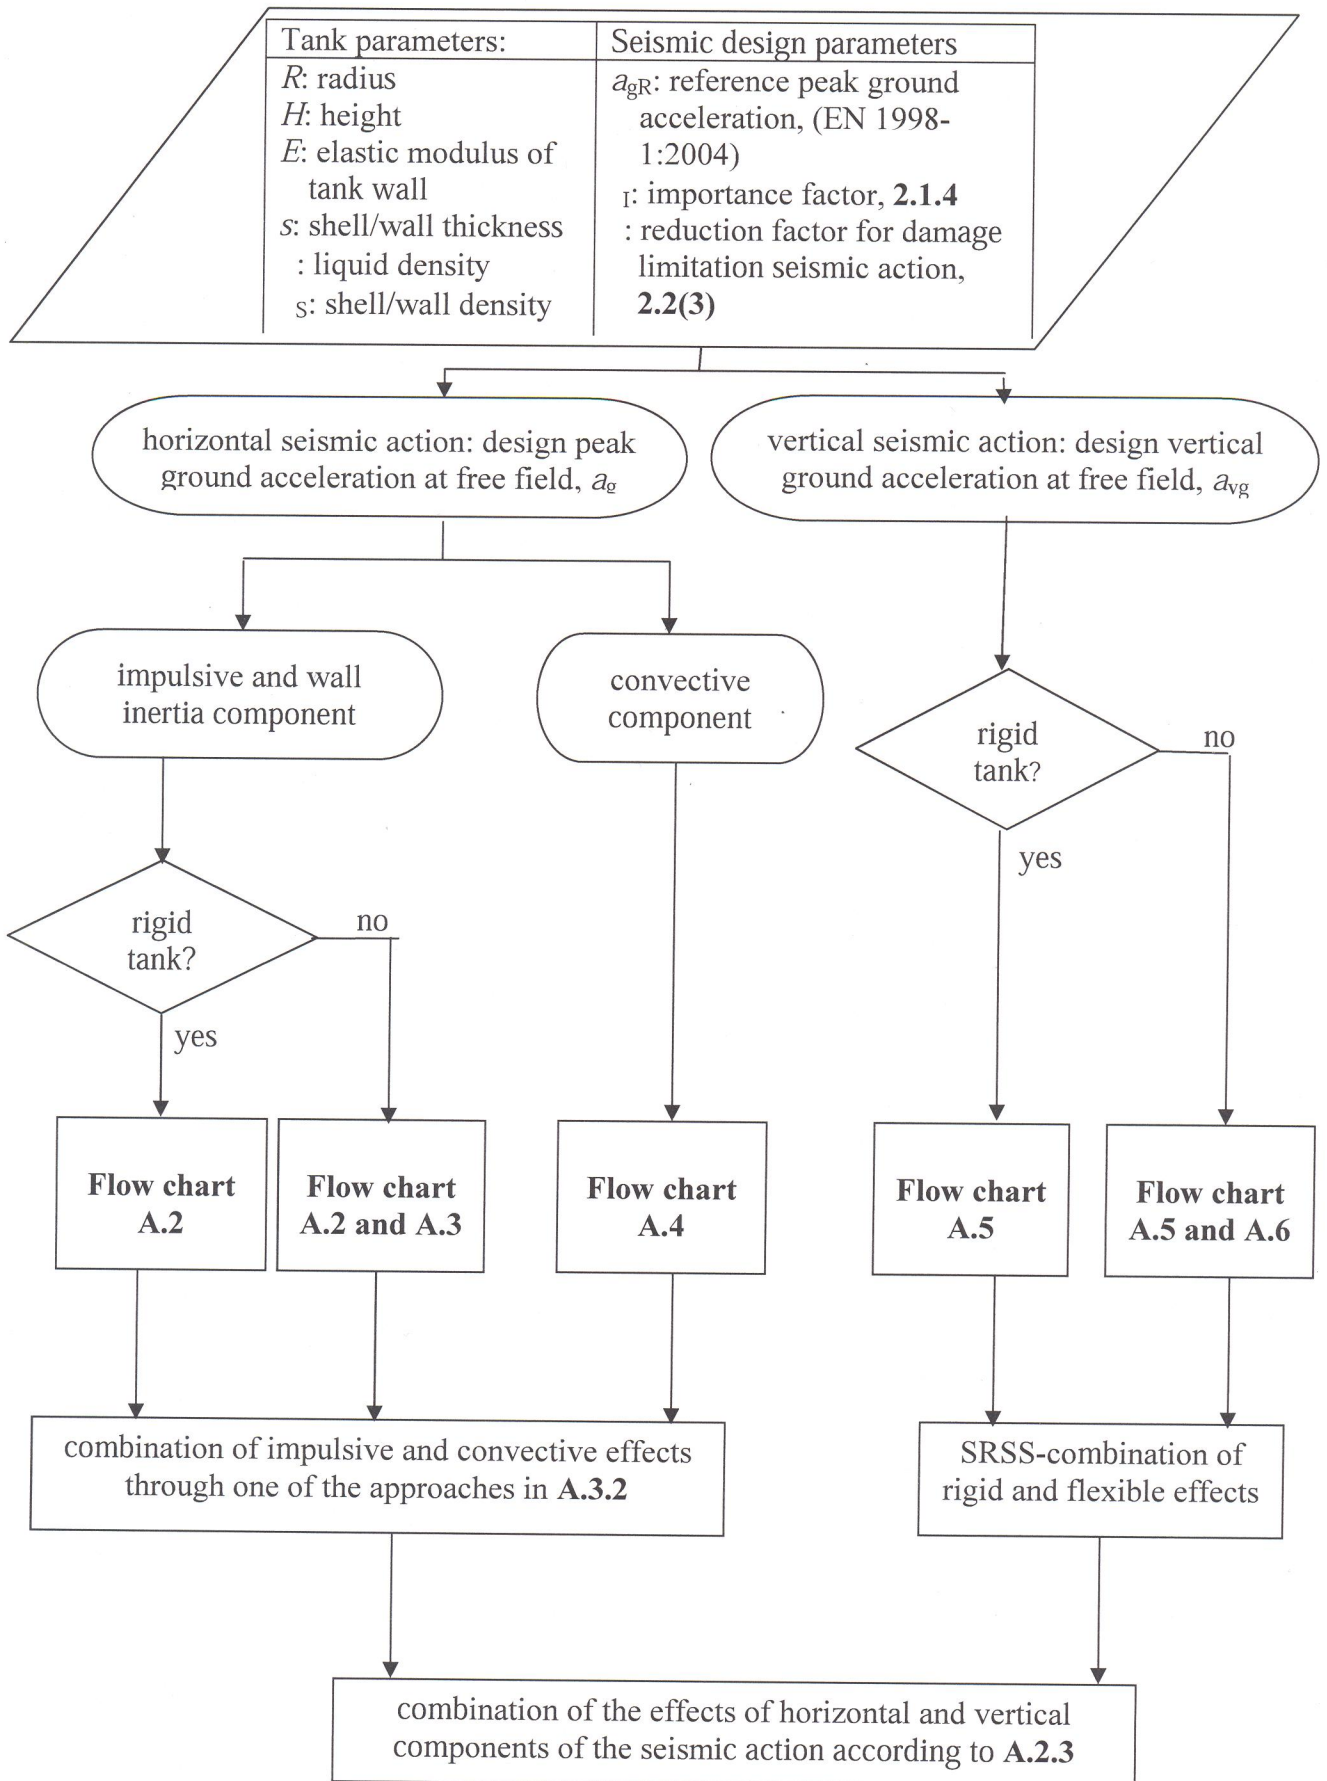 Tank parameters:
R: radius
H: height
E: elastic modulus of
tank wall
s: shell/wall thickness
: liquid density
S: shell/wall density
Seismic design parameters
agR: reference peak ground
acceleration, (EN 1998-
1:2004)
I: importance factor, 2.1.4
: reduction factor for damage
limitation seismic action,
2.2(3)
horizontal seismic action: design peak
ground acceleration at free field, ag
vertical seismic action: design vertical
ground acceleration at free field, avg
impulsive and wall
inertia component
convective
component
rigid
tank?
no
yes
rigid
tank?
no
yes
Flow chart
A.2
Flow chart
A.2 and A.3
Flow chart
A.4
Flow chart
A.5
Flow chart
A.5 and A.6
combination of impulsive and convective effects
through one of the approaches in A.3.2
SRSS-combination of
rigid and flexible effects
combination of the effects of horizontal and vertical
components of the seismic action according to A.2.3